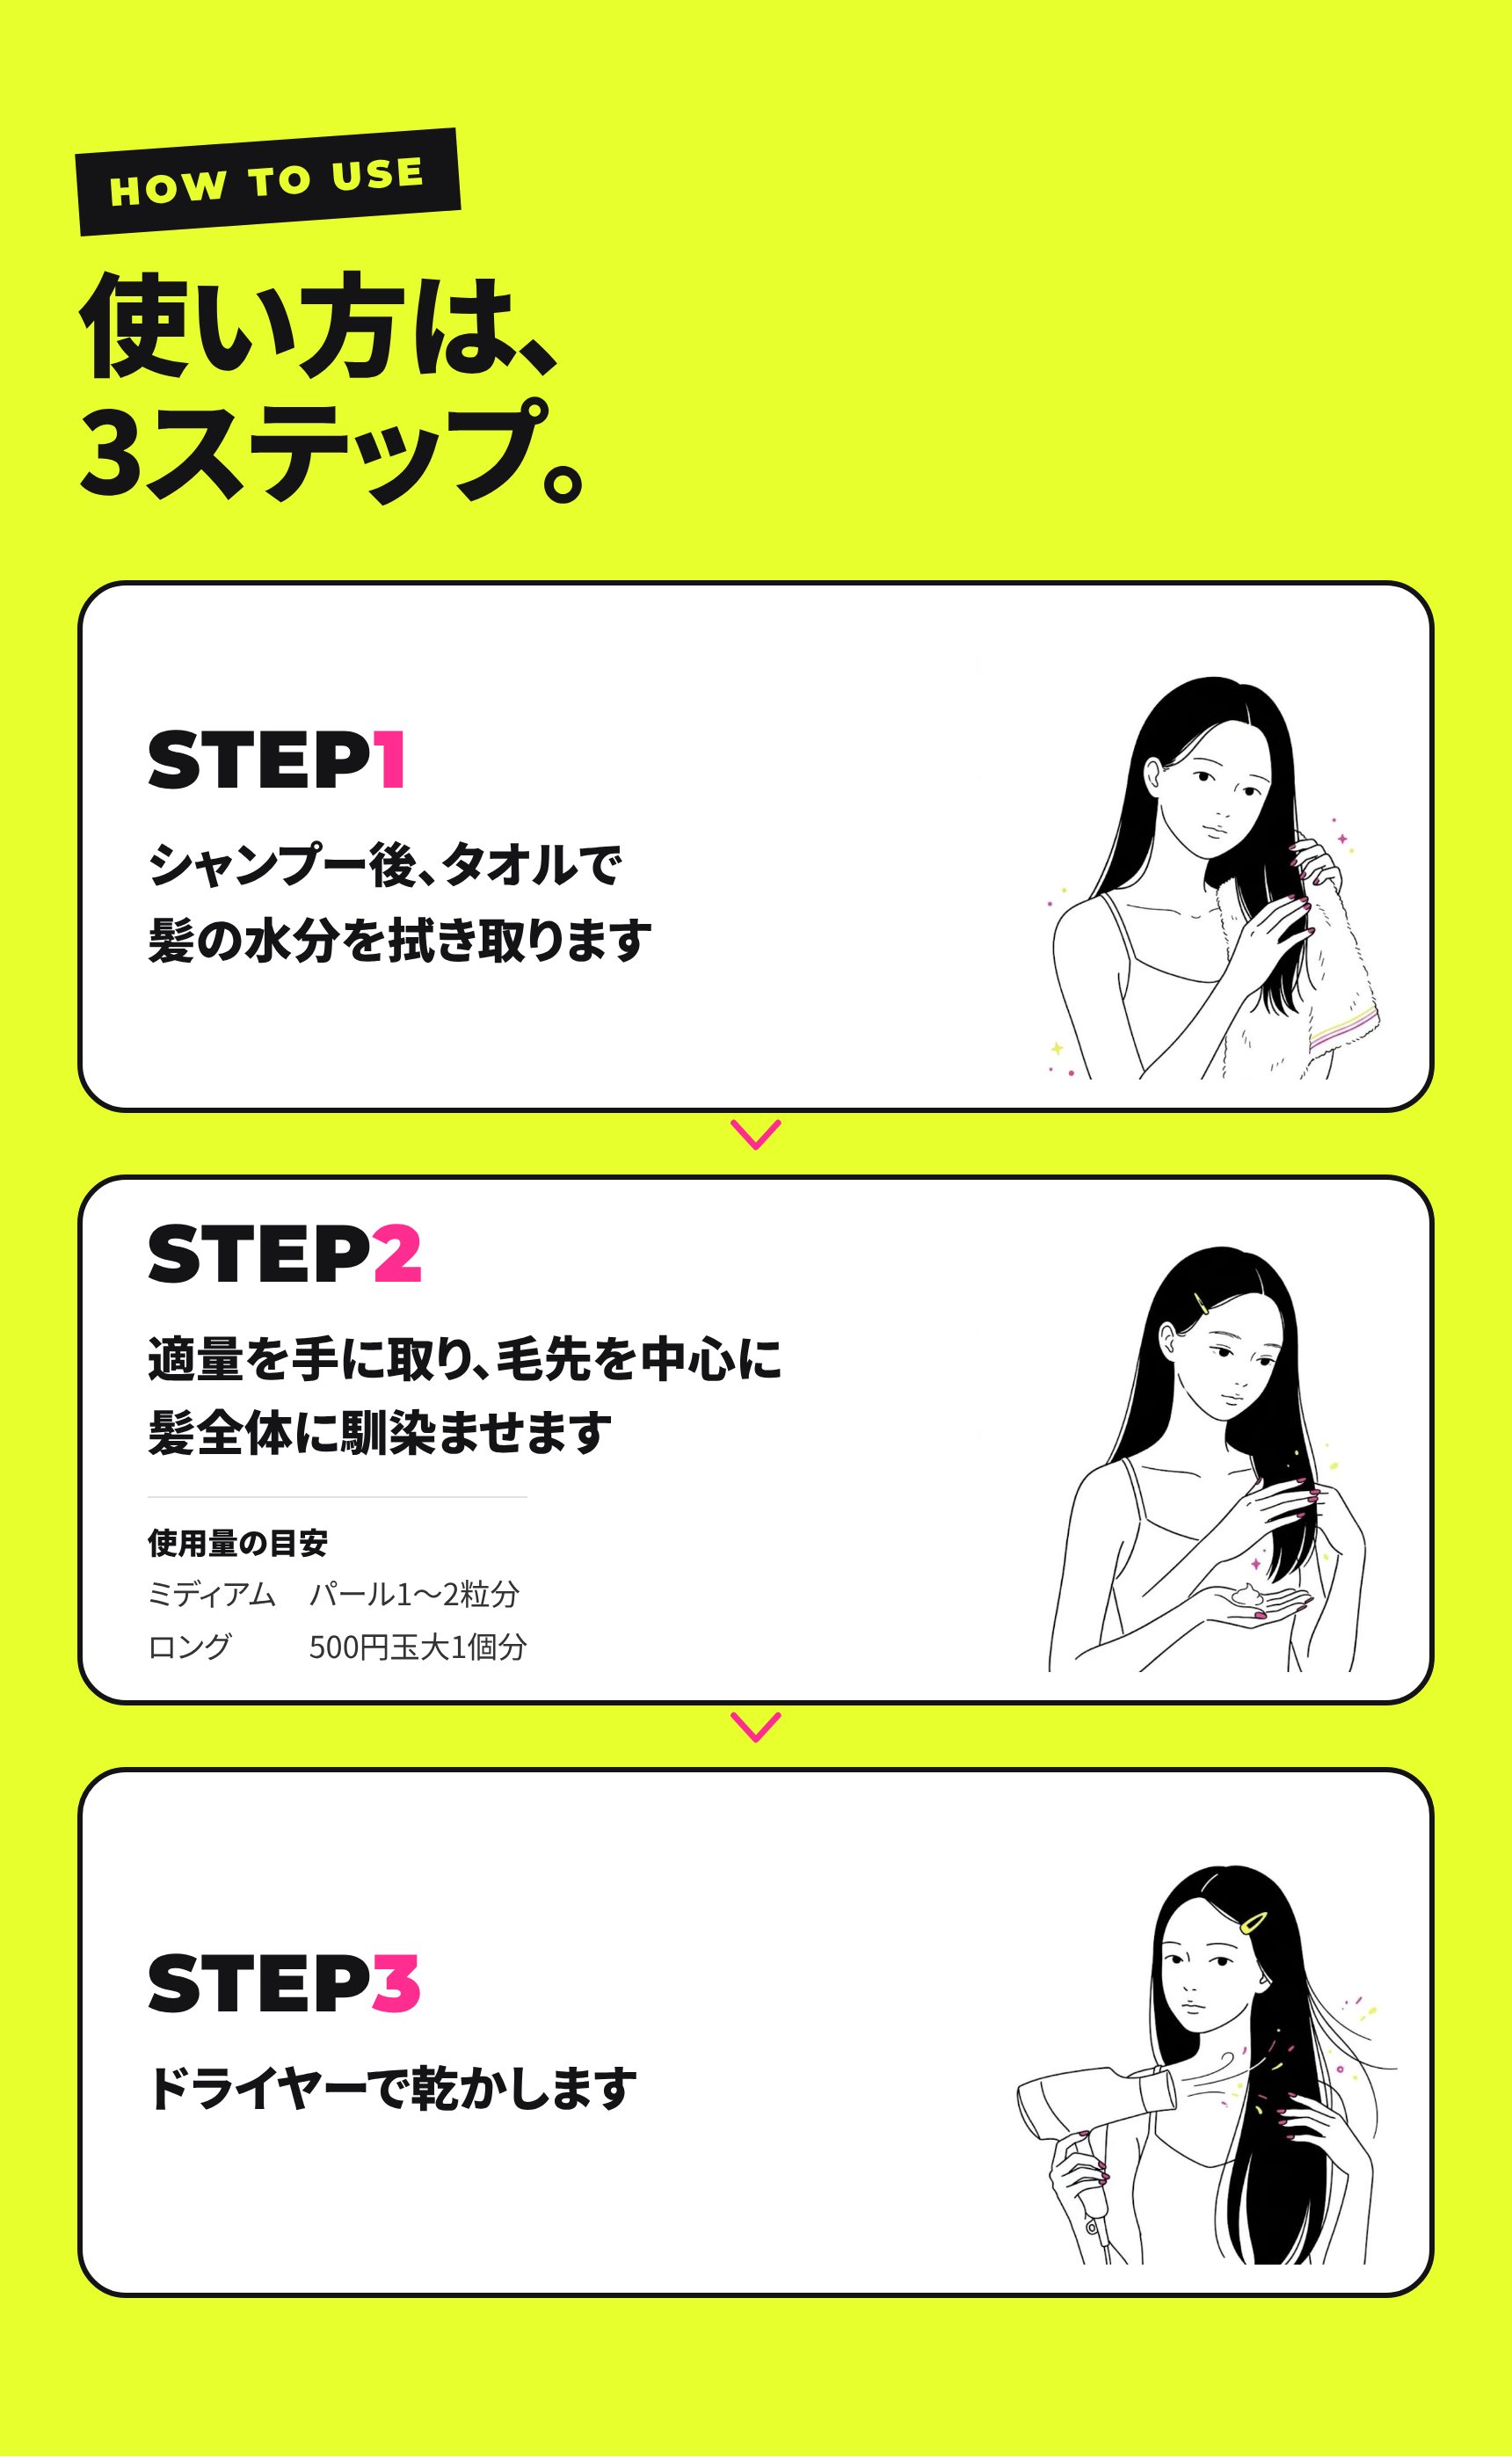 HOW TO USE
使い方は、
3ステップ。
STEP1
シャンプー後、タオルで
髪の水分を拭き取ります
STEP2
適量を手に取り、毛先を中心に
髪全体に馴染ませます
使用量の目安
ミディアム パール1〜2粒分
ロング 500円玉大1個分
STEP3
ドライヤーで乾かします